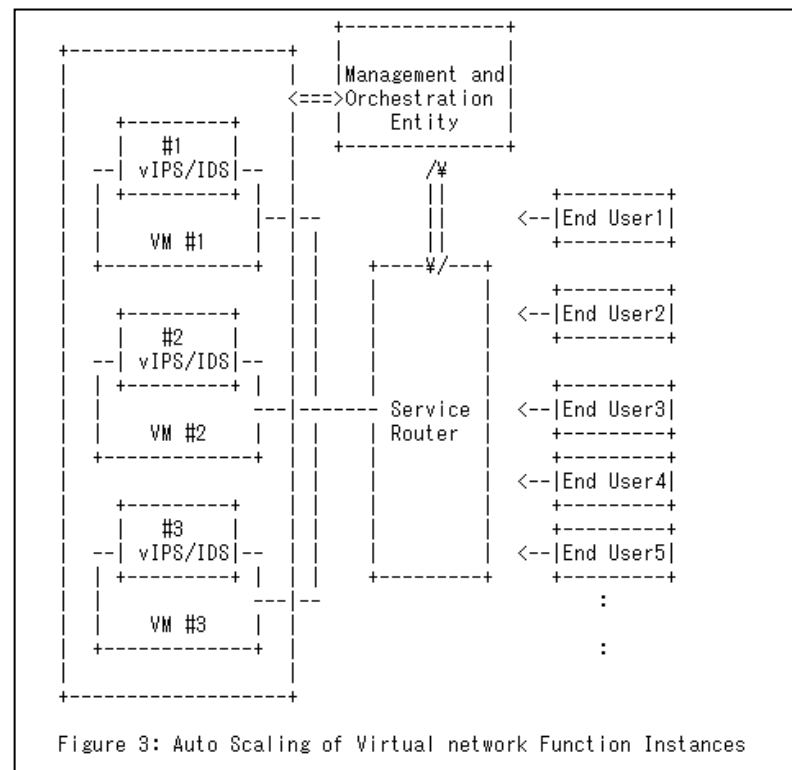 Management and
Orchestration
Entity
#1
vIPS/IDS
VM #1
End User1
#2
vIPS/IDS
VM #2
End User2
Service
Router
End User3
End User4
#3
vIPS/IDS
VM #3
End User5
:
:
Figure 3: Auto Scaling of Virtual network Function Instances